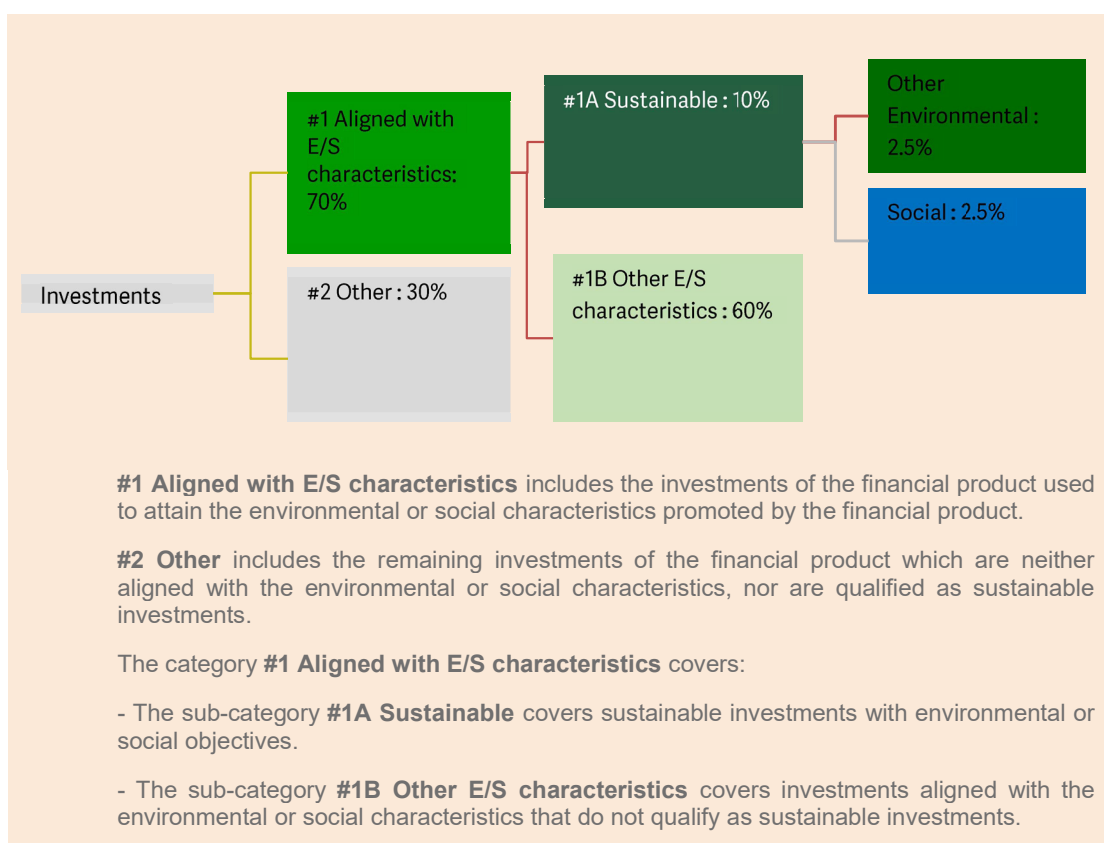 #1 Aligned with
E/S
characteristics:
70%
#1A Sustainable : 10%
Other
Environmental :
2.5%
Social : 2.5%
Investments
#2 Other : 30%
#1B Other E/S
characteristics : 60%
#1 Aligned with E/S characteristics includes the investments of the financial product used
to attain the environmental or social characteristics promoted by the financial product.
#2 Other includes the remaining investments of the financial product which are neither
aligned with the environmental or social characteristics, nor are qualified as sustainable
investments.
The category #1 Aligned with E/S characteristics covers:
- The sub-category #1A Sustainable covers sustainable investments with environmental or
social objectives.
- The sub-category #1B Other E/S characteristics covers investments aligned with the
environmental or social characteristics that do not qualify as sustainable investments.